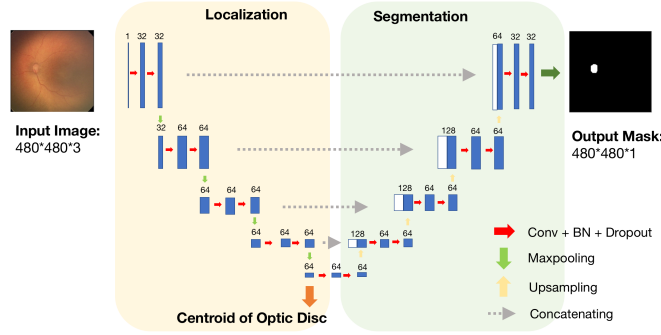 Localization
Segmentation
1 32 32
64 32 32
Input Image:
480*480*3
32 64 64
128 64 64
Output Mask:
480*480*1
64 64 64
128 64 64
64 64 64
128 64 64
64 64 64
Centroid of Optic Disc
Conv + BN + Dropout
Maxpooling
Upsampling
Concatenating